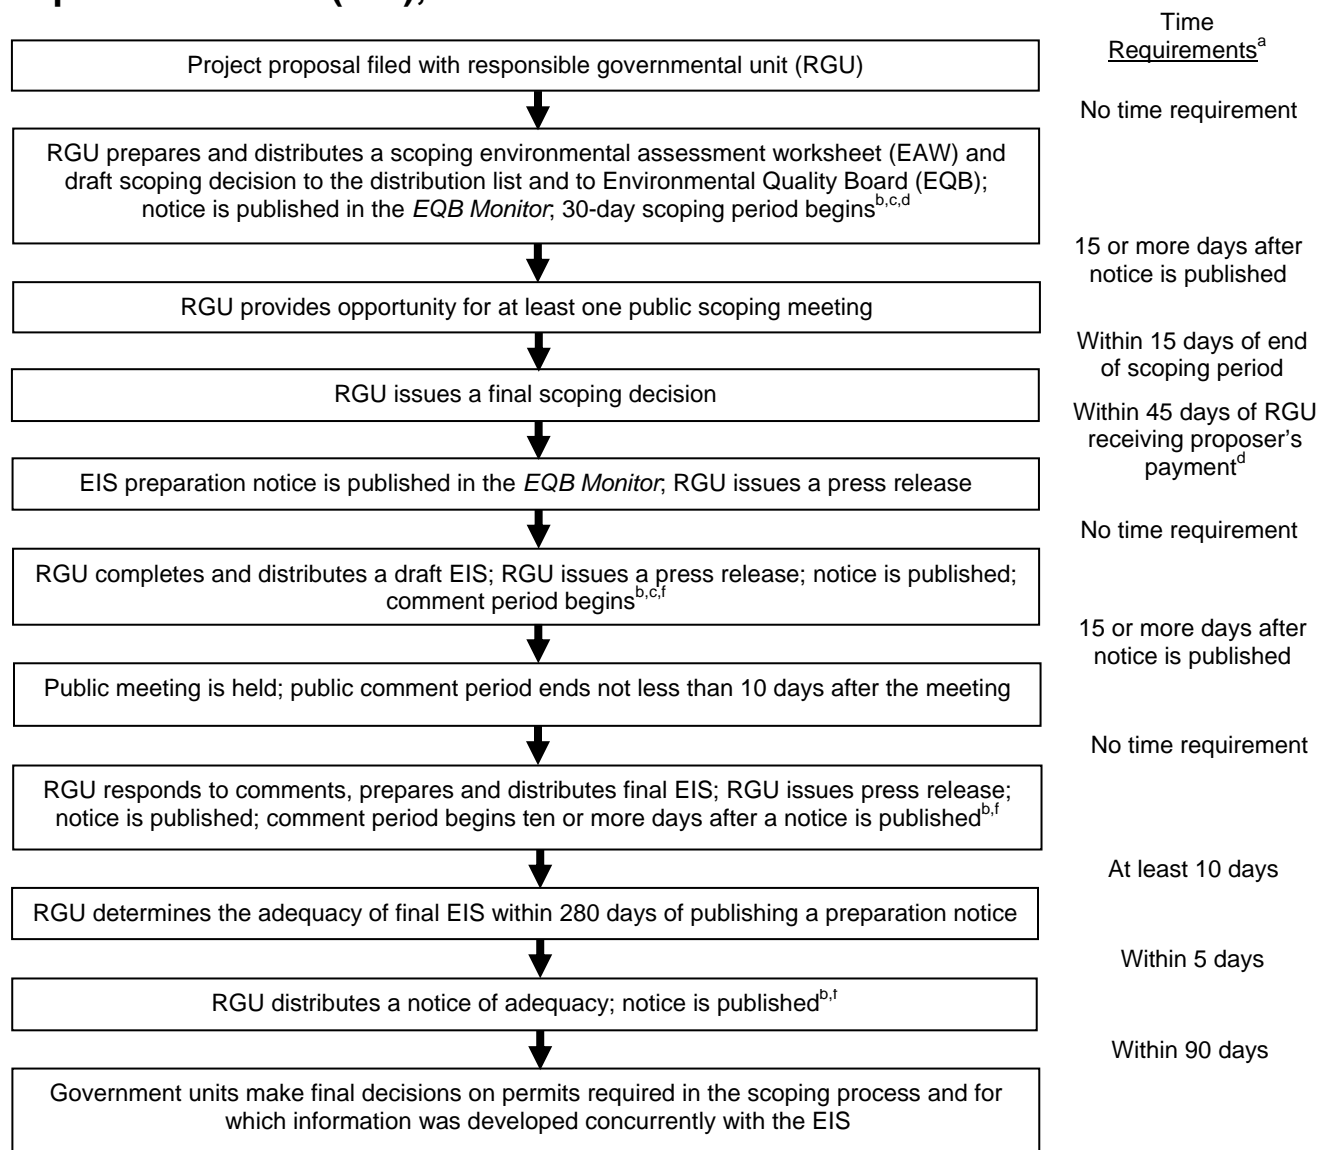 Time
Requirementsa
Project proposal filed with responsible governmental unit (RGU)
No time requirement
RGU prepares and distributes a scoping environmental assessment worksheet (EAW) and
draft scoping decision to the distribution list and to Environmental Quality Board (EQB);
notice is published in the EQB Monitor; 30-day scoping period beginsb,c,d
15 or more days after
notice is published
RGU provides opportunity for at least one public scoping meeting
Within 15 days of end
of scoping period
RGU issues a final scoping decision
Within 45 days of RGU
receiving proposer's
paymentd
EIS preparation notice is published in the EQB Monitor; RGU issues a press release
No time requirement
RGU completes and distributes a draft EIS; RGU issues a press release; notice is published;
comment period beginsb,c,f
15 or more days after
notice is published
Public meeting is held; public comment period ends not less than 10 days after the meeting
No time requirement
RGU responds to comments, prepares and distributes final EIS; RGU issues press release;
notice is published; comment period begins ten or more days after a notice is publishedb,f
At least 10 days
RGU determines the adequacy of final EIS within 280 days of publishing a preparation notice
Within 5 days
RGU distributes a notice of adequacy; notice is publishedb,f
Within 90 days
Government units make final decisions on permits required in the scoping process and for
which information was developed concurrently with the EIS